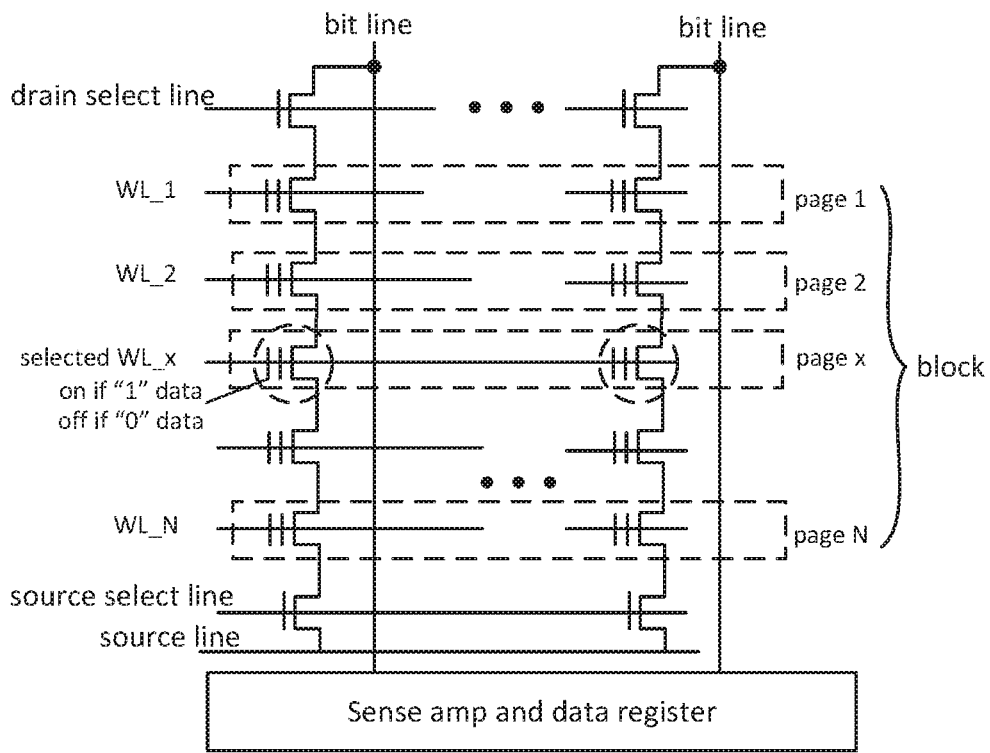 bit line
bit line
drain select line
WL_1
page 1
WL_2
page 2
selected WL_x
page x
on if “1” data
off if “0” data
block
WL_N
page N
source select line
source line
Sense amp and data register